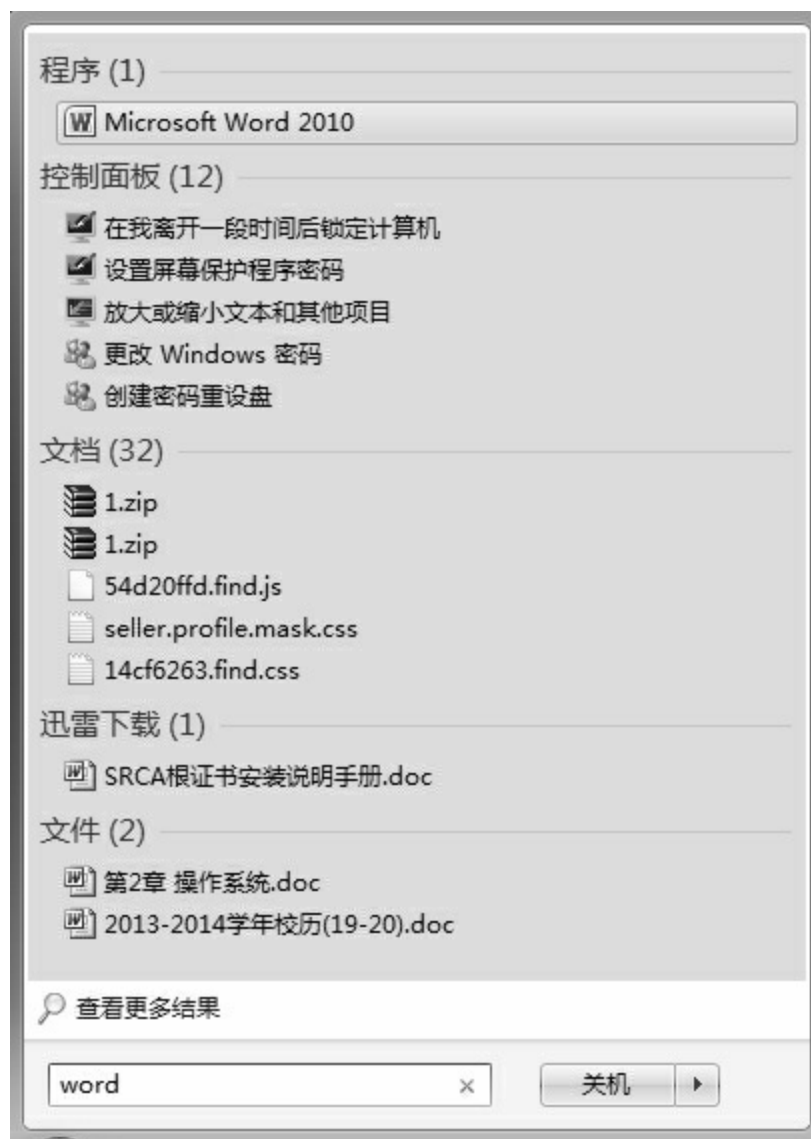 程序 (1)
Microsoft Word 2010
控制面板 (12)
在我离开一段时间后锁定计算机
设置屏幕保护程序密码
放大或缩小文本和其他项目
更改 Windows 密码
创建密码重设盘
文档 (32)
1.zip
1.zip
54d20ffd.find.js
seller.profile.mask.css
14cf6263.find.css
迅雷下载 (1)
SRCA根证书安装说明手册.doc
文件 (2)
第2章 操作系统.doc
2013-2014学年校历(19-20).doc
查看更多结果
word × 关机